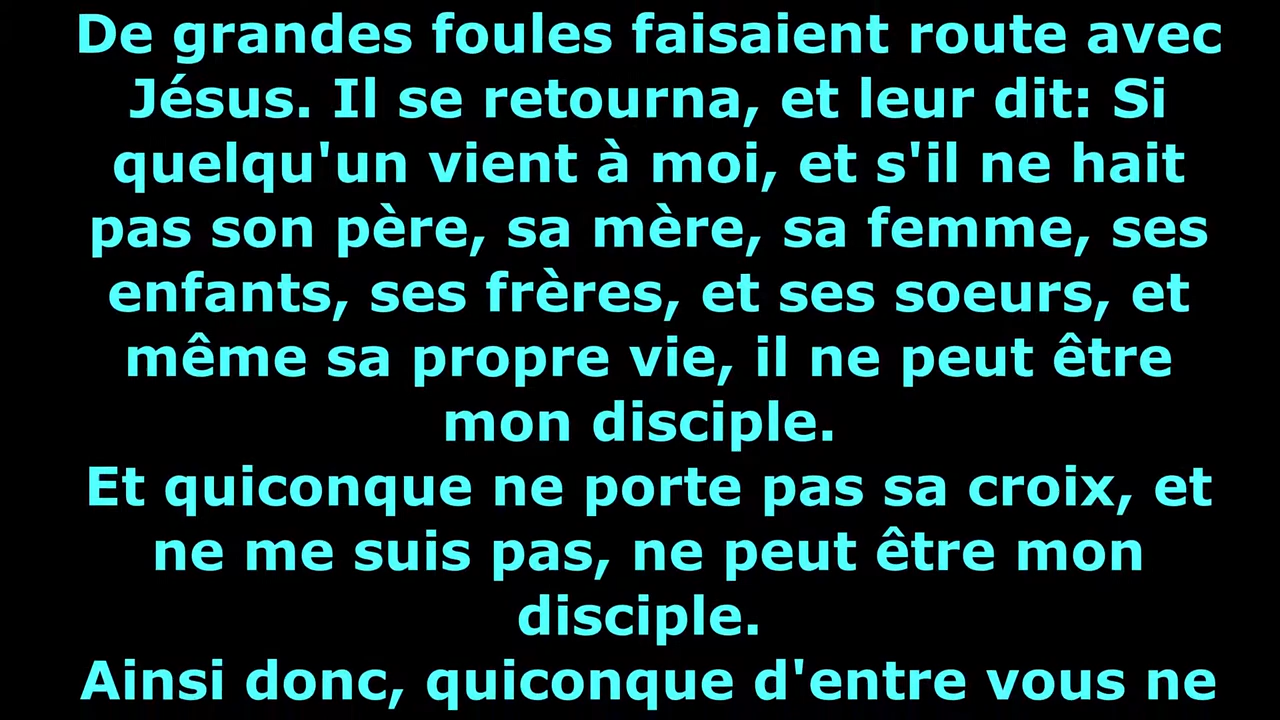 De grandes foules faisaient route avec
Jésus. Il se retourna, et leur dit: Si
quelqu'un vient à moi, et s'il ne hait
pas son père, sa mère, sa femme, ses
enfants, ses frères, et ses soeurs, et
même sa propre vie, il ne peut être
mon disciple.
Et quiconque ne porte pas sa croix, et
ne me suis pas, ne peut être mon
disciple.
Ainsi donc, quiconque d'entre vous ne